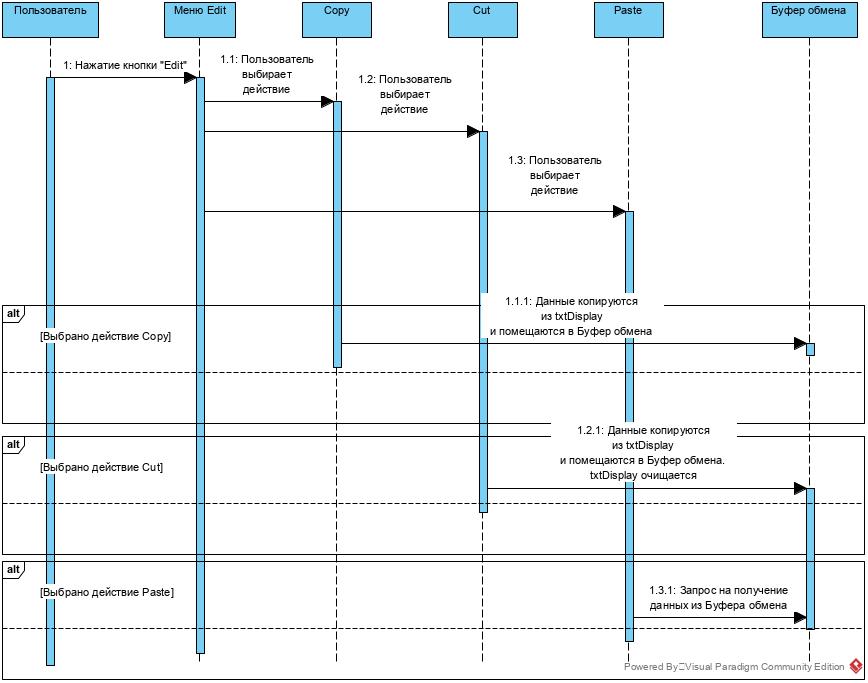 Пользователь
Меню Edit
Copy
Cut
Paste
Буфер обмена
1: Нажатие кнопки "Edit"
1.1: Пользователь
выбирает
действие
1.2: Пользователь
выбирает
действие
1.3: Пользователь
выбирает
действие
alt
[Выбрано действие Copy]
1.1.1: Данные копируются
из txtDisplay
и помещаются в Буфер обмена
alt
[Выбрано действие Cut]
1.2.1: Данные копируются
из txtDisplay
и помещаются в Буфер обмена.
txtDisplay очищается
alt
[Выбрано действие Paste]
1.3.1: Запрос на получение
данных из Буфера обмена
Powered By Visual Paradigm Community Edition